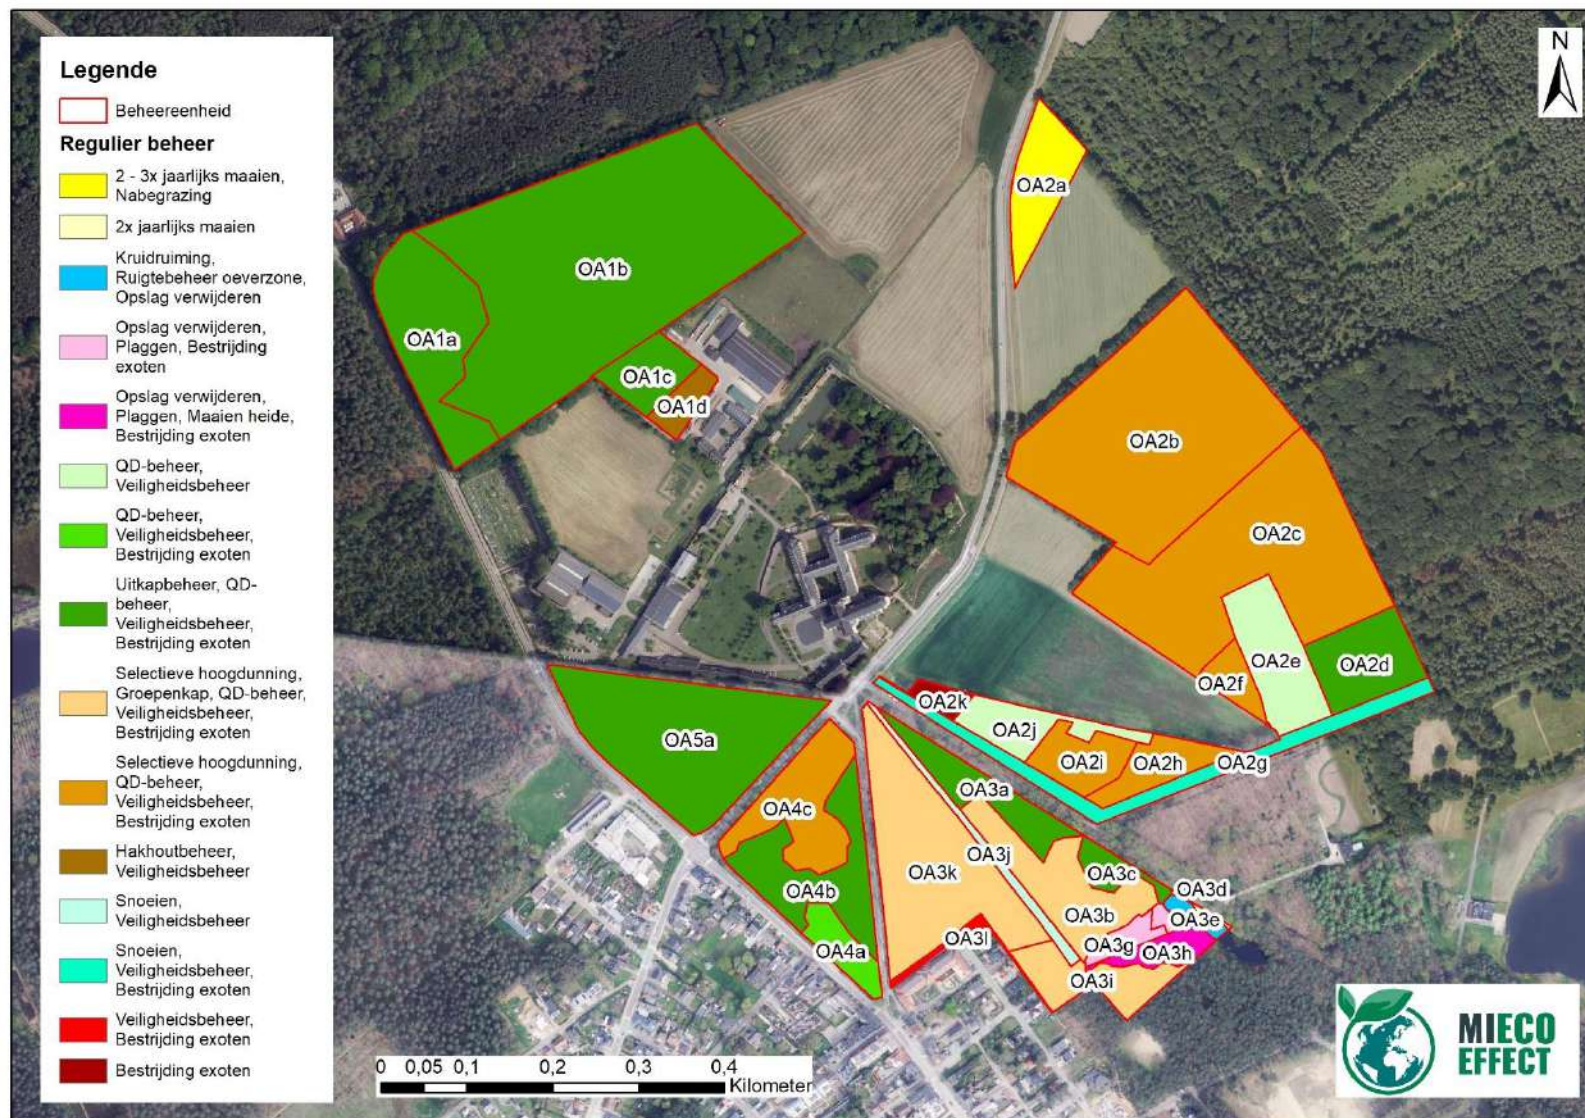 Legende
Beheereenheid
Regulier beheer
2 - 3x jaarlijks maaien,
Nabegrazing
2x jaarlijks maaien
Kruidruiming,
Ruigtebeheer oeverzone,
Opslag verwijderen
Opslag verwijderen,
Plaggen, Bestrijding
exoten
Opslag verwijderen,
Plaggen, Maaien heide,
Bestrijding exoten
QD-beheer,
Veiligheidsbeheer
QD-beheer,
Veiligheidsbeheer,
Bestrijding exoten
Uitkapbeheer, QD-
beheer,
Veiligheidsbeheer,
Bestrijding exoten
Selectieve hoogdunning,
Groepenkap, QD-beheer,
Veiligheidsbeheer,
Bestrijding exoten
Selectieve hoogdunning,
QD-beheer,
Veiligheidsbeheer,
Bestrijding exoten
Hakhoutbeheer,
Veiligheidsbeheer
Snoeien,
Veiligheidsbeheer
Snoeien,
Veiligheidsbeheer,
Bestrijding exoten
Veiligheidsbeheer,
Bestrijding exoten
Bestrijding exoten
N
OA2a
OA1b
OA1a
OA1c
OA1d
OA2b
OA2c
OA2e
OA2d
OA2f
OA2k
OA2j
OA2i
OA2h
OA2g
OA5a
OA3a
OA4c
OA3j
OA3k
OA3c
OA4b
OA3d
OA3b
OA3e
OA3l
OA3g
OA3h
OA4a
OA3i
0 0,05 0,1 0,2 0,3 0,4
Kilometer
MIECO
EFFECT